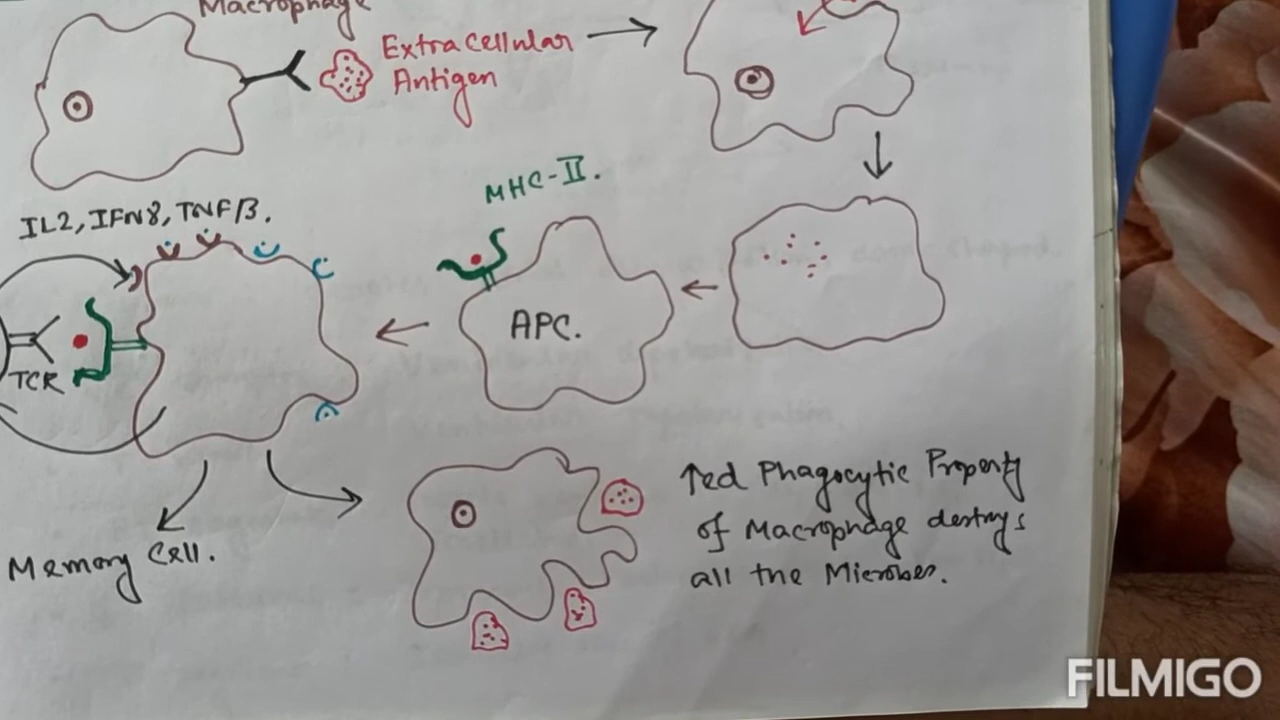 Macrophage
Extracellular
Antigen
MHC-II.
IL2, IFN8, TNFβ.
APC.
TCR
↑ed Phagocytic Property
of Macrophage destroys
all the Microbes.
Memory Cell.
FILMIGO